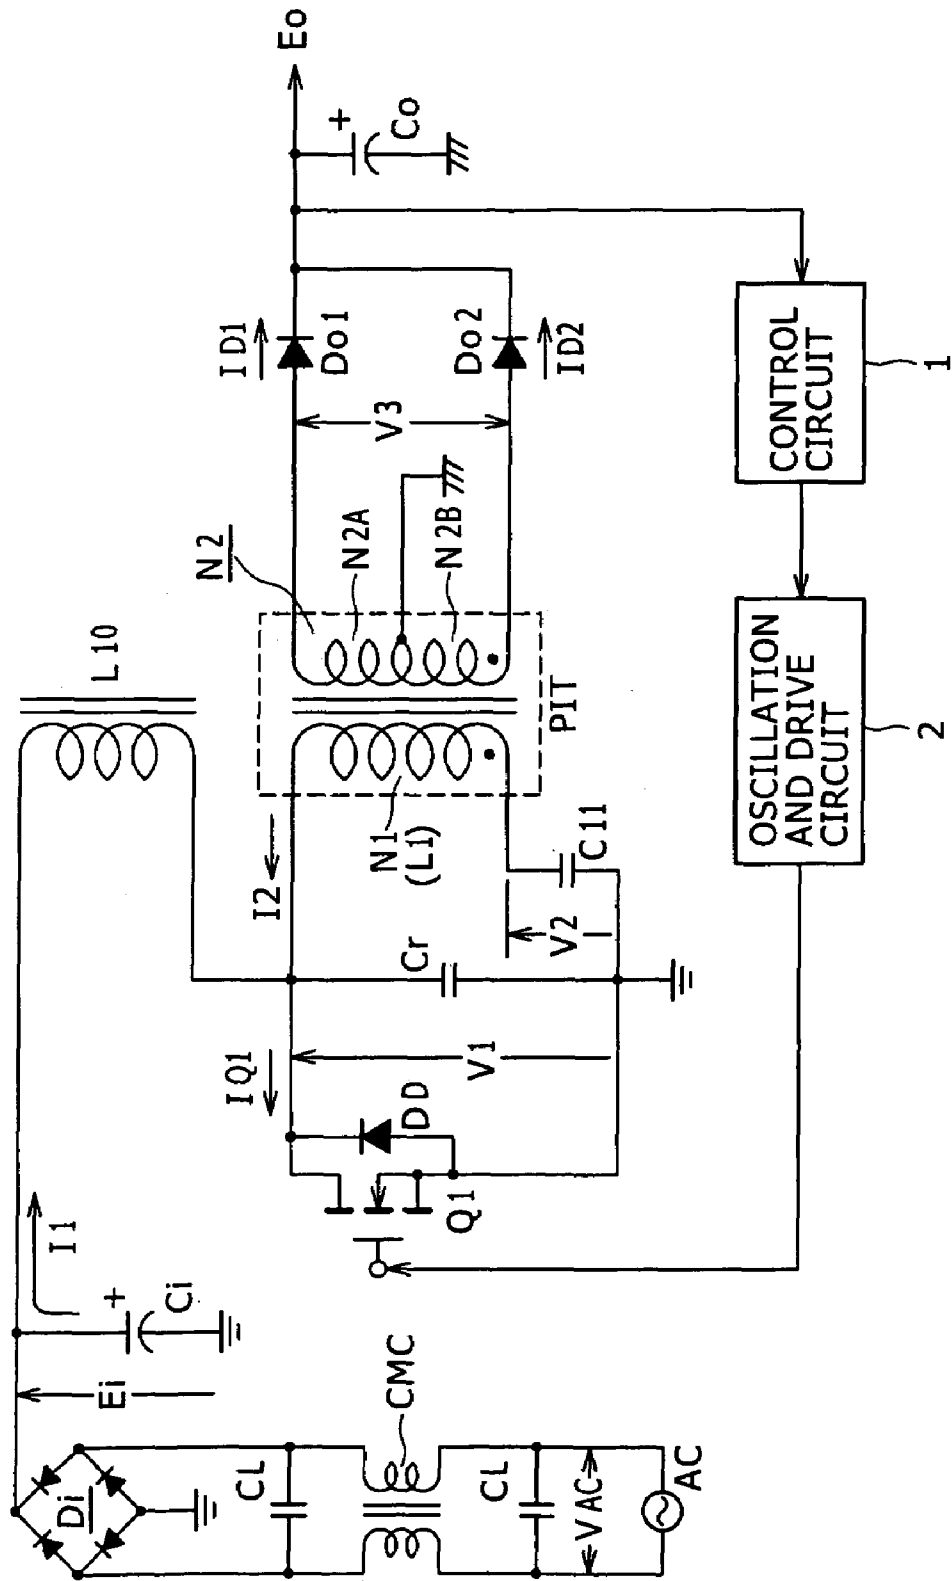 Di
Ei
I1
+
Ci
L10
CL
CMC
CL
VAC
AC
IQ1
I2
DD
Q1
V1
Cr
V2
C11
N1
(L1)
PIT
N2
N2A
N2B
V3
ID1
Do1
Do2
ID2
+
Co
Eo
CONTROL
CIRCUIT
1
OSCILLATION
AND DRIVE
CIRCUIT
2